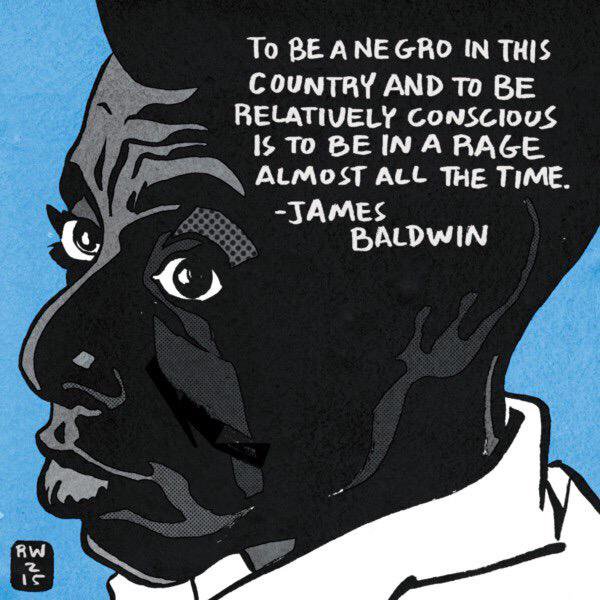 TO BE A NEGRO IN THIS
COUNTRY AND TO BE
RELATIVELY CONSCIOUS
IS TO BE IN A RAGE
ALMOST ALL THE TIME.
-JAMES
BALDWIN
RW
2
15